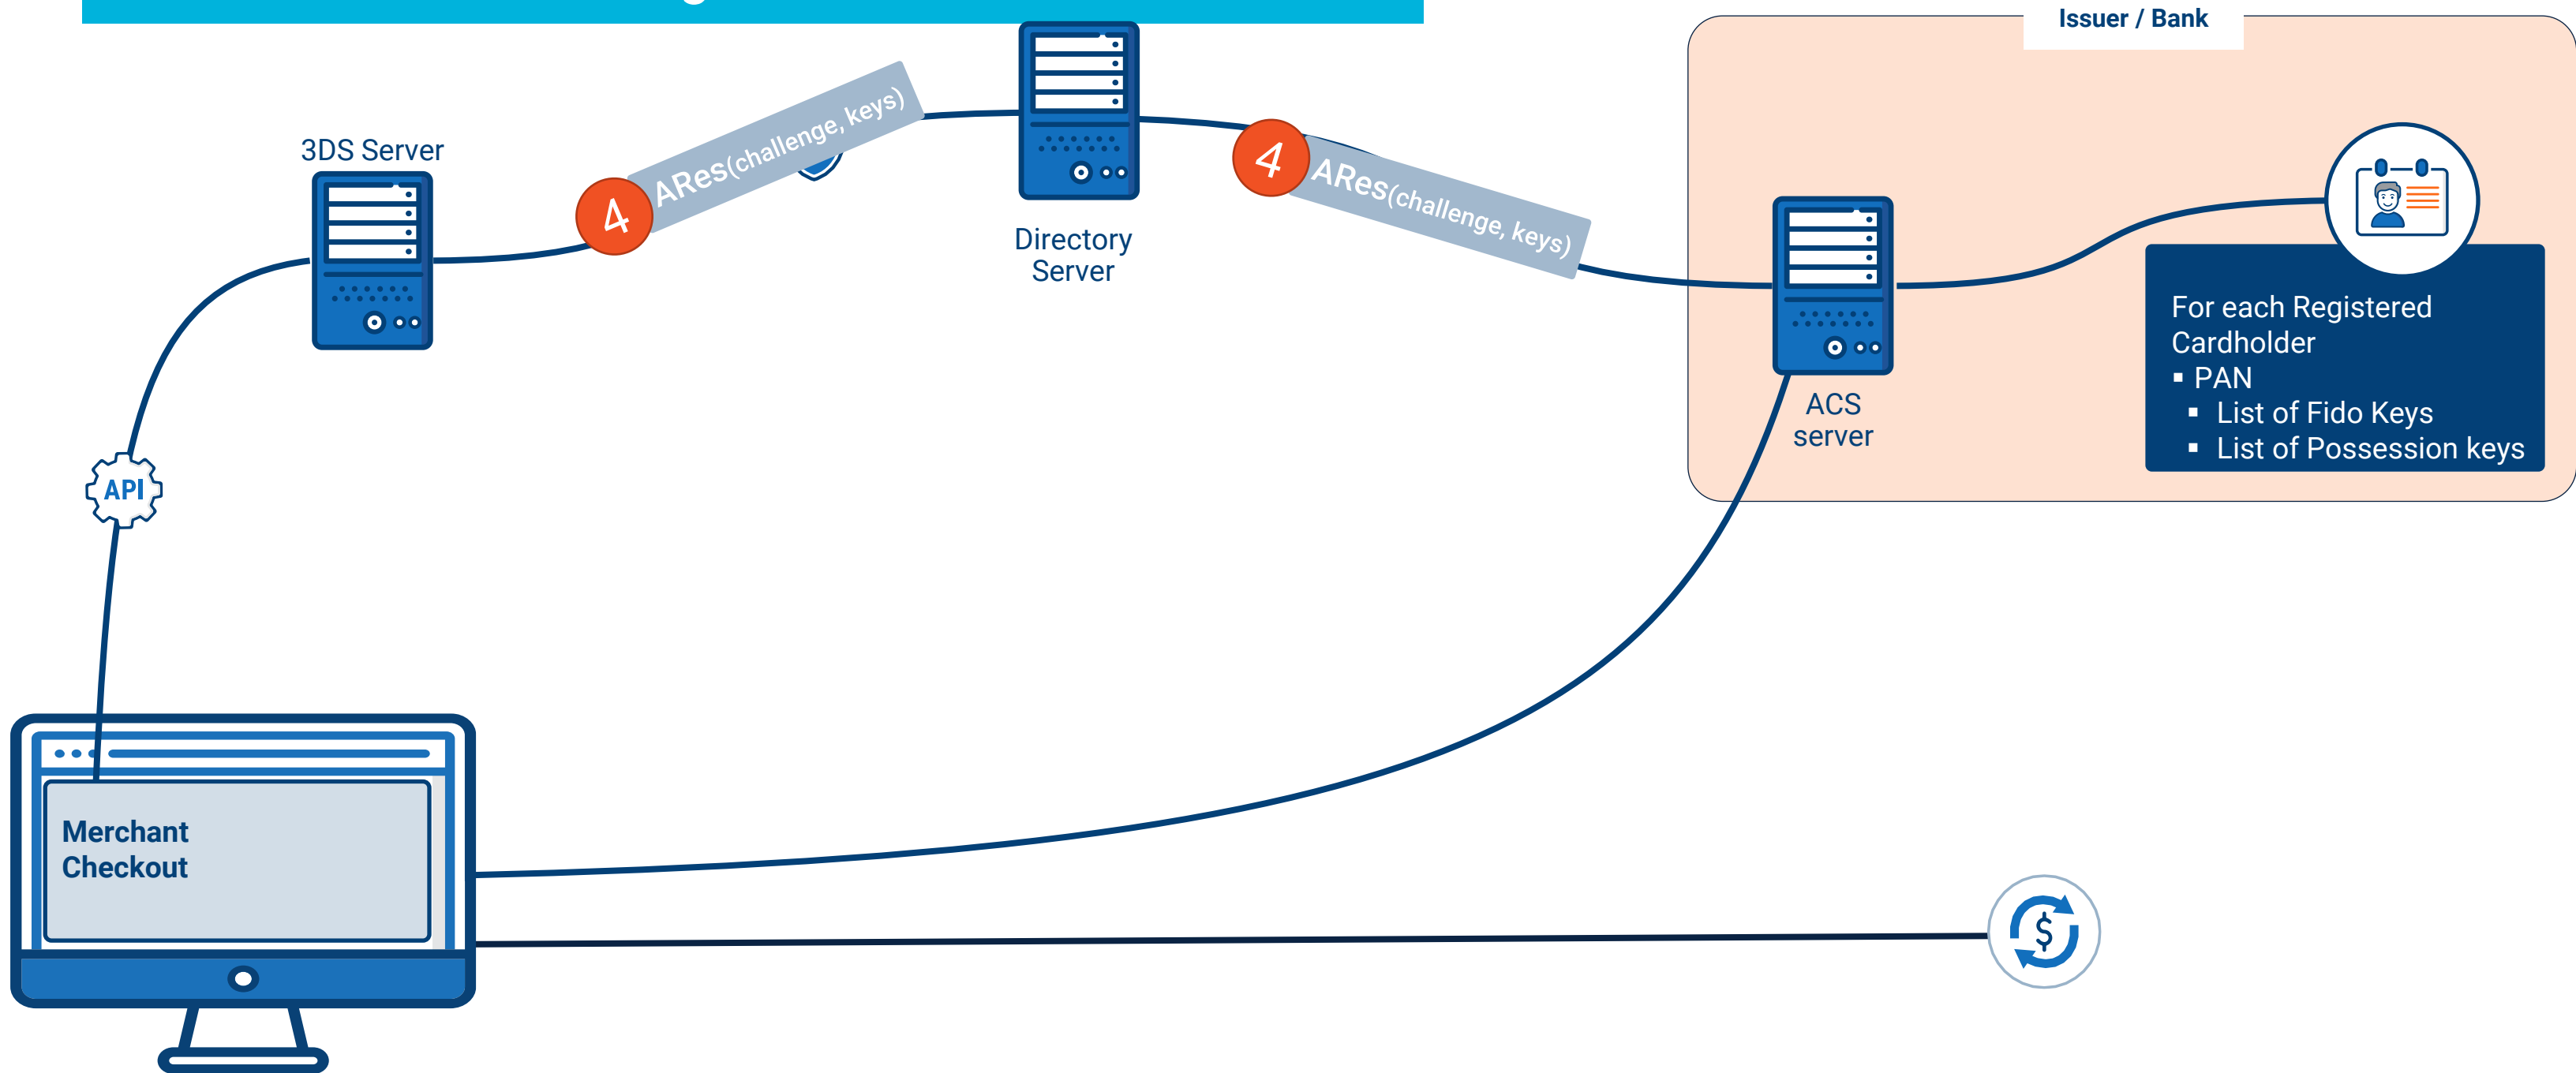 Issuer / Bank
3DS Server
4 ARes(challenge, keys)
Directory
Server
4 ARes(challenge, keys)
ACS
server
For each Registered
Cardholder
▪ PAN
▪ List of Fido Keys
▪ List of Possession keys
API
Merchant
Checkout
$